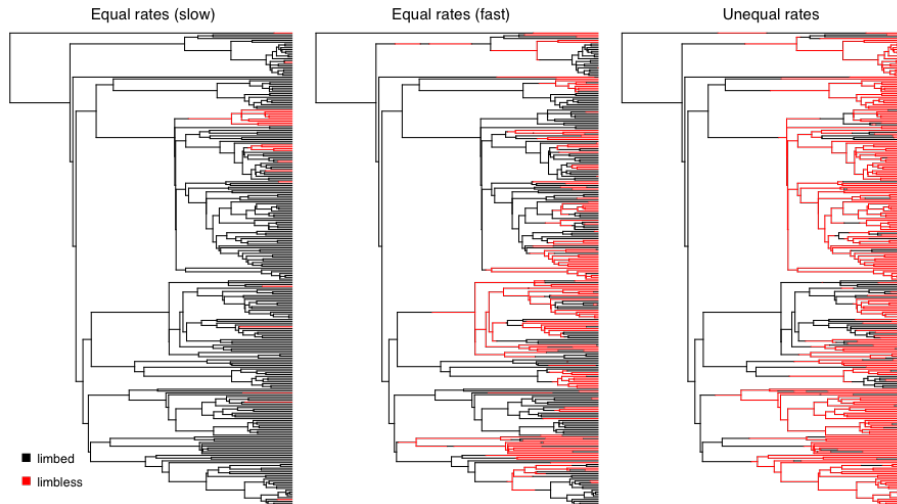 Equal rates (slow)
Equal rates (fast)
Unequal rates
limbed
limbless